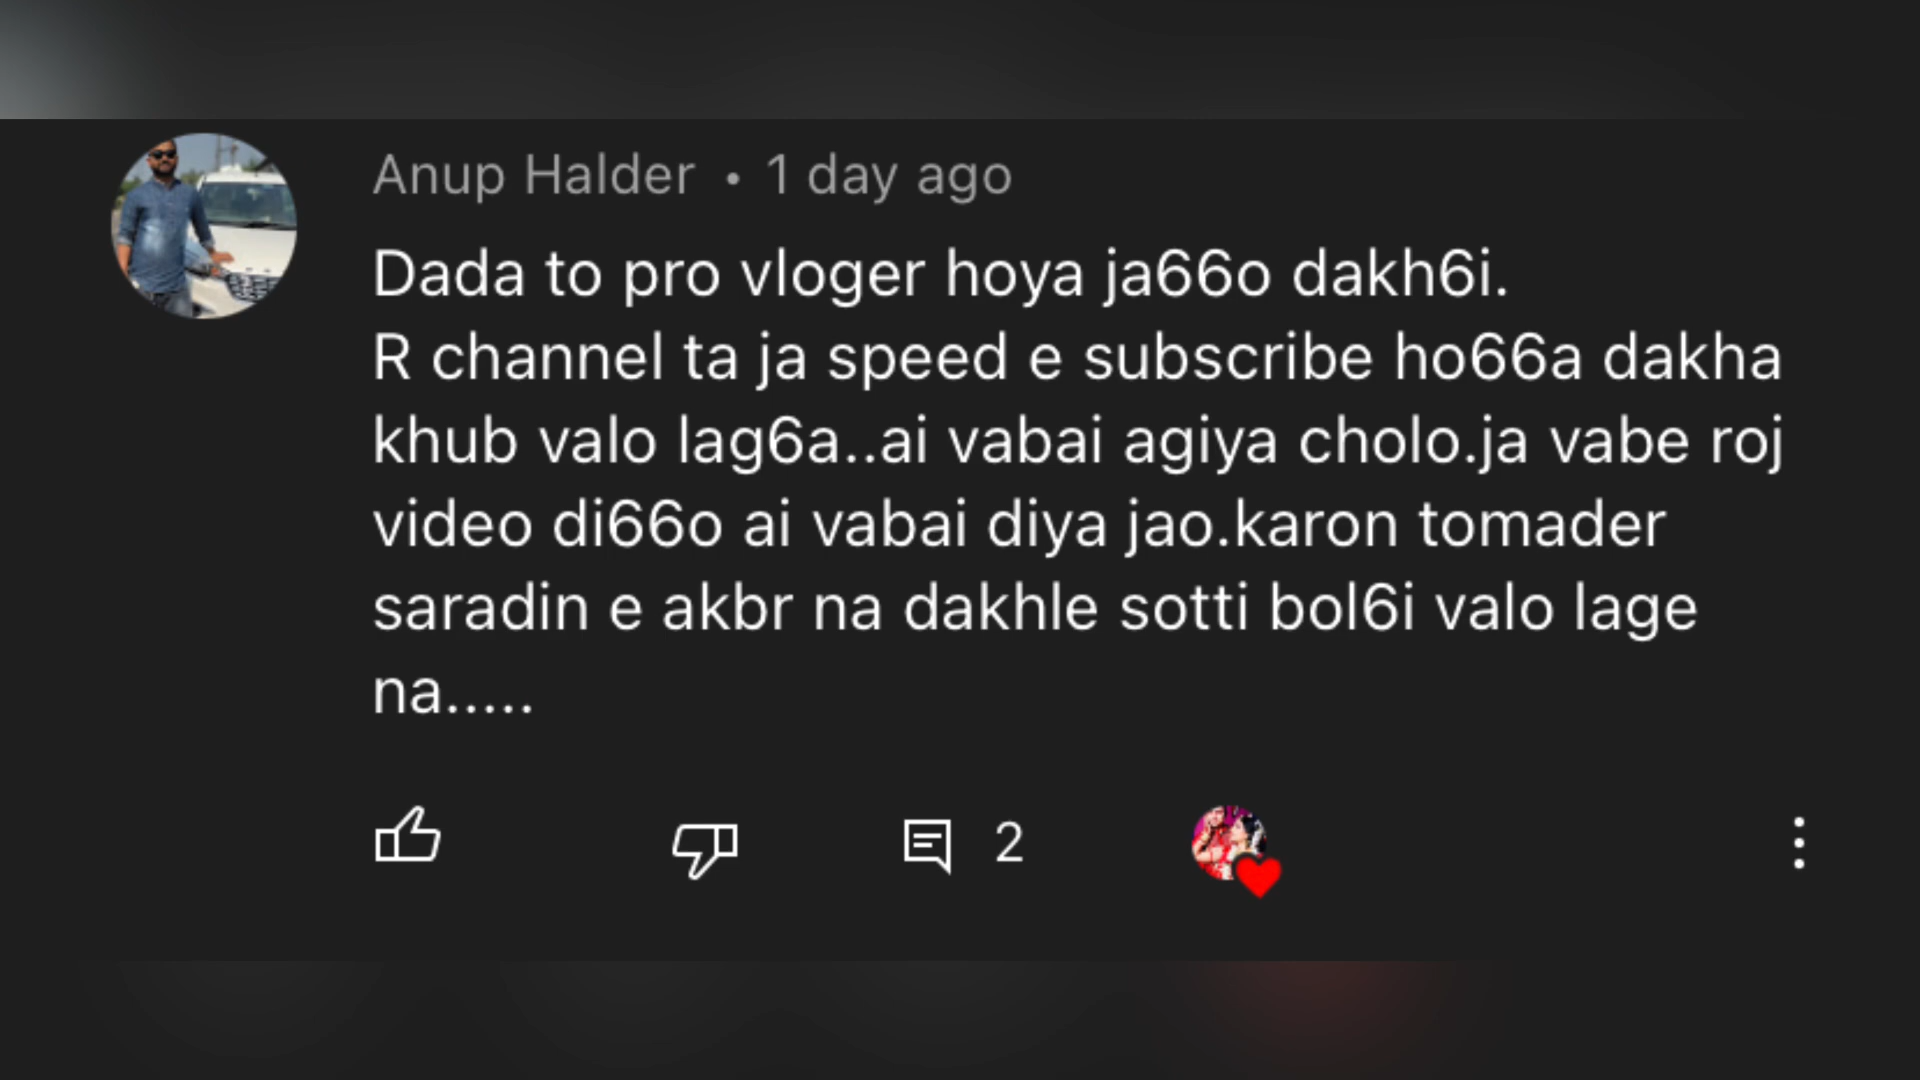 Anup Halder • 1 day ago
Dada to pro vloger hoya ja66o dakh6i.
R channel ta ja speed e subscribe ho66a dakha
khub valo lag6a..ai vabai agiya cholo.ja vabe roj
video di66o ai vabai diya jao.karon tomader
saradin e akbr na dakhle sotti bol6i valo lage
na.....
2